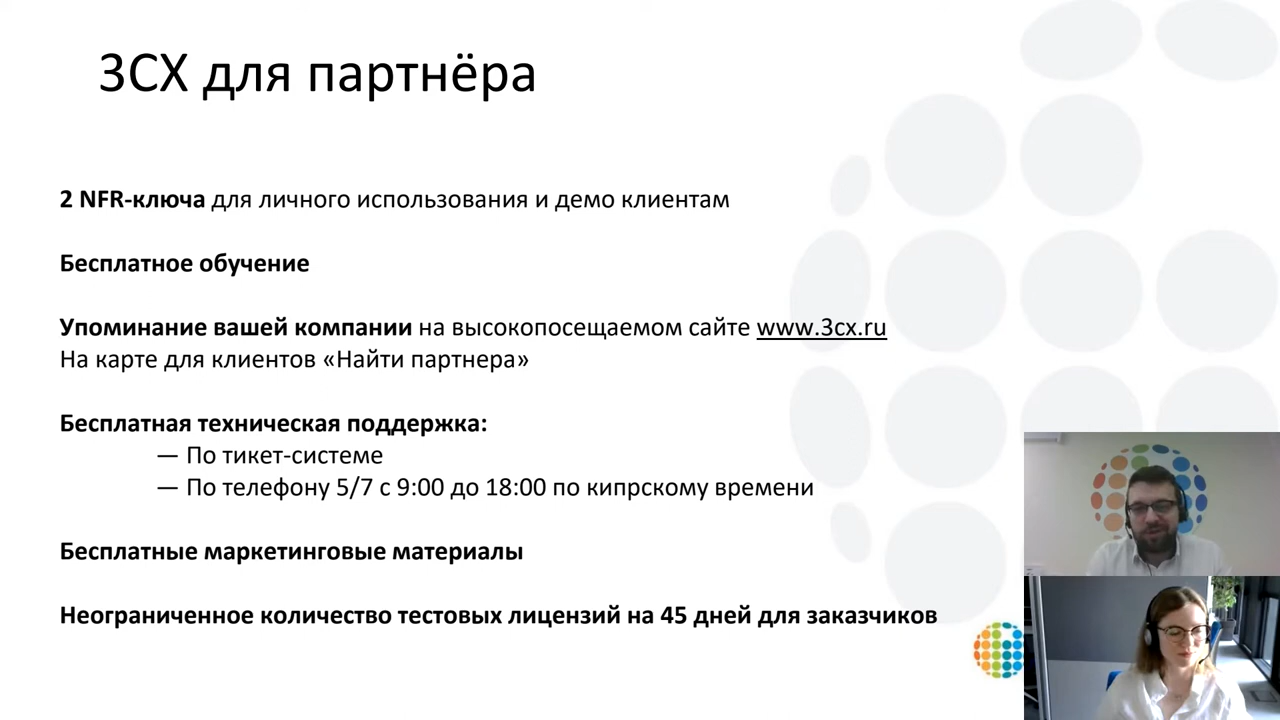 3CX для партнёра
2 NFR-ключа для личного использования и демо клиентам
Бесплатное обучение
Упоминание вашей компании на высокопосещаемом сайте www.3cx.ru
На карте для клиентов «Найти партнера»
Бесплатная техническая поддержка:
— По тикет-системе
— По телефону 5/7 с 9:00 до 18:00 по кипрскому времени
Бесплатные маркетинговые материалы
Неограниченное количество тестовых лицензий на 45 дней для заказчиков